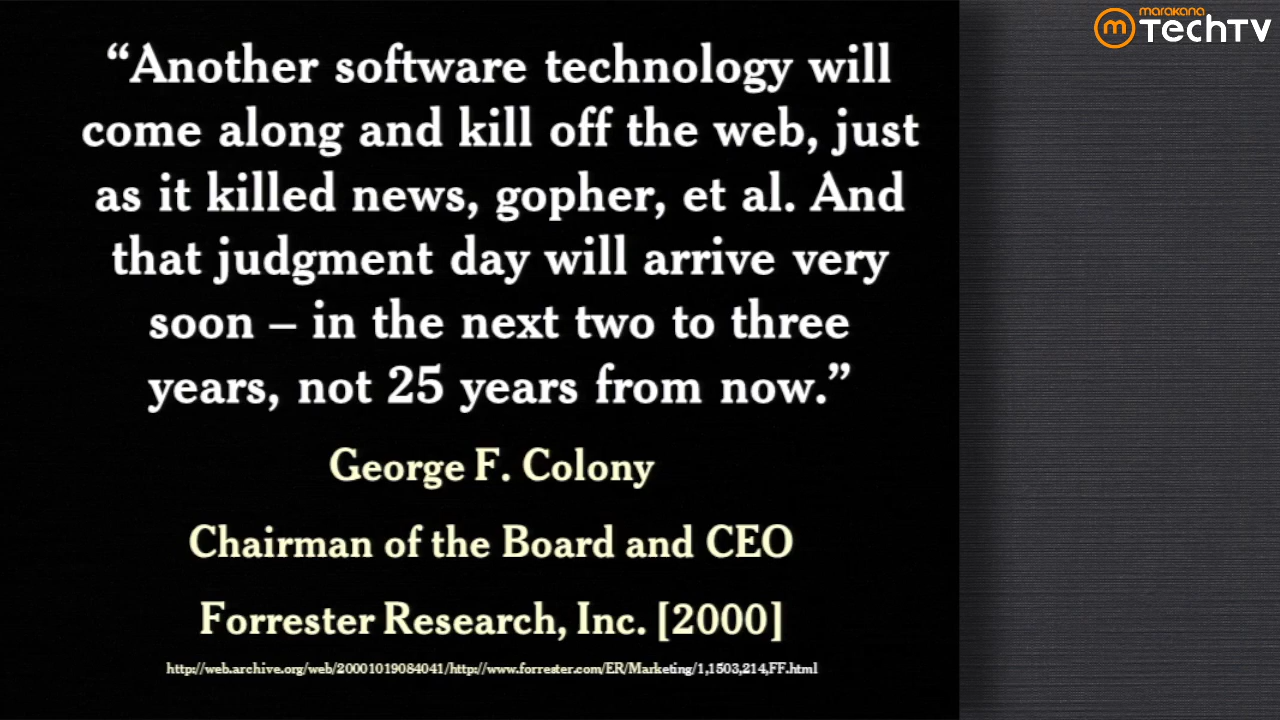 marakana
m TechTV
“Another software technology will
come along and kill off the web, just
as it killed news, gopher, et al. And
that judgment day will arrive very
soon – in the next two to three
years, not 25 years from now.”
George F. Colony
Chairman of the Board and CEO
Forrester Research, Inc. [2000]
http://web.archive.org/web/20001019084041/http://www.forrester.com/ER/Marketing/1,1503,214,FF.html